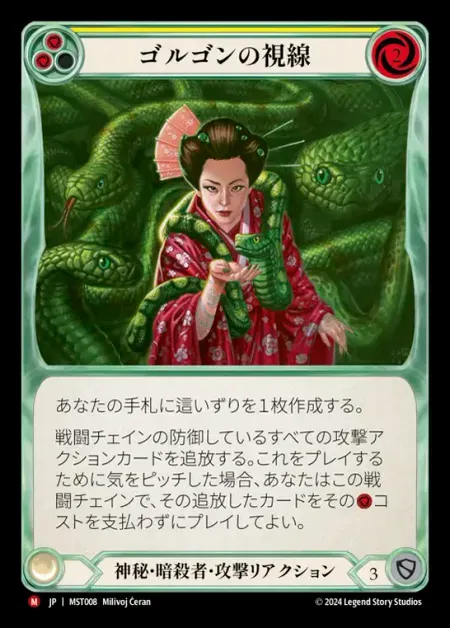 ゴルゴンの視線
2
あなたの手札に這いずりを1枚作成する。
戦闘チェインの防御しているすべての攻撃ア
クションカードを追放する。これをプレイする
ために気をピッチした場合、あなたはこの戦
闘チェインで、その追放したカードをそのコ
ストを支払わずにプレイしてよい。
神秘・暗殺者・攻撃リアクション
3
M JP | MST008 Milivoj Ćeran
© 2024 Legend Story Studios